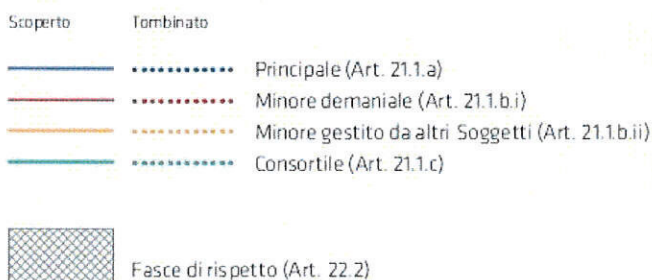 Scoperto Tombinato
Principale (Art. 21.1.a)
Minore demaniale (Art. 21.1.b.i)
Minore gestito da altri Soggetti (Art. 21.1.b.ii)
Consortile (Art. 21.1.c)
Fasce di rispetto (Art. 22.2)